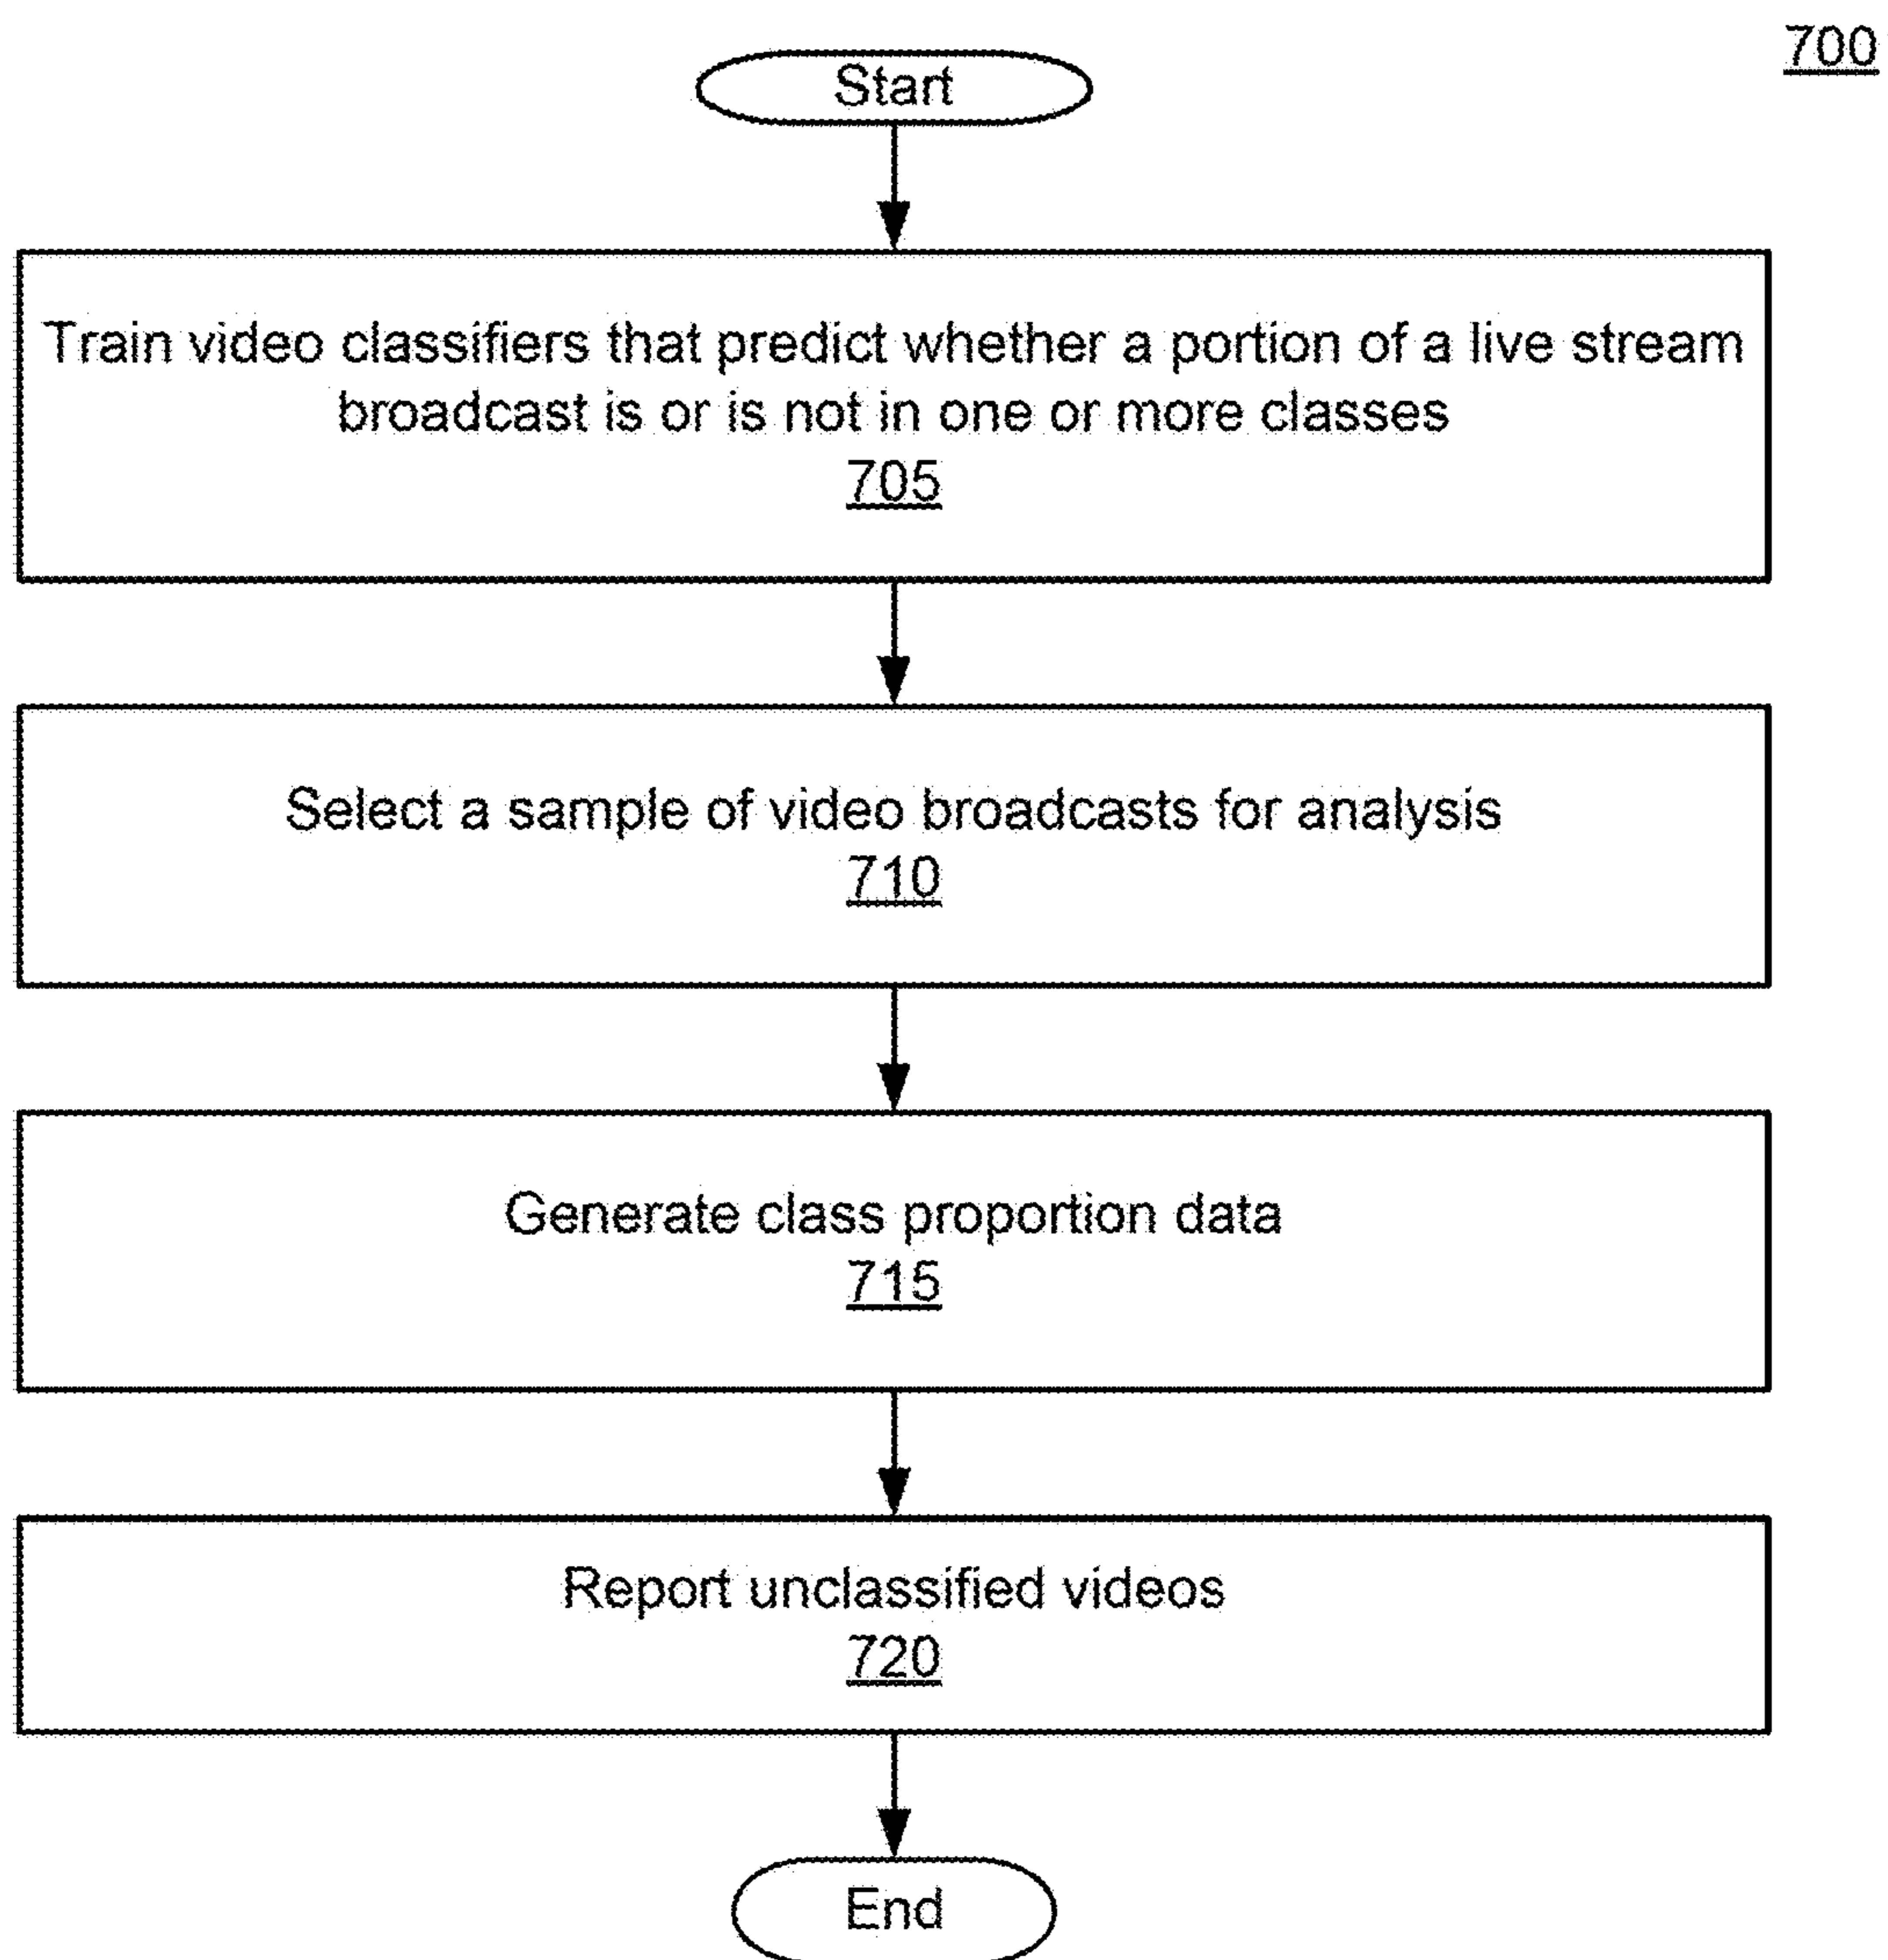 700
Start
Train video classifiers that predict whether a portion of a live stream
broadcast is or is not in one or more classes
705
Select a sample of video broadcasts for analysis
710
Generate class proportion data
715
Report unclassified videos
720
End